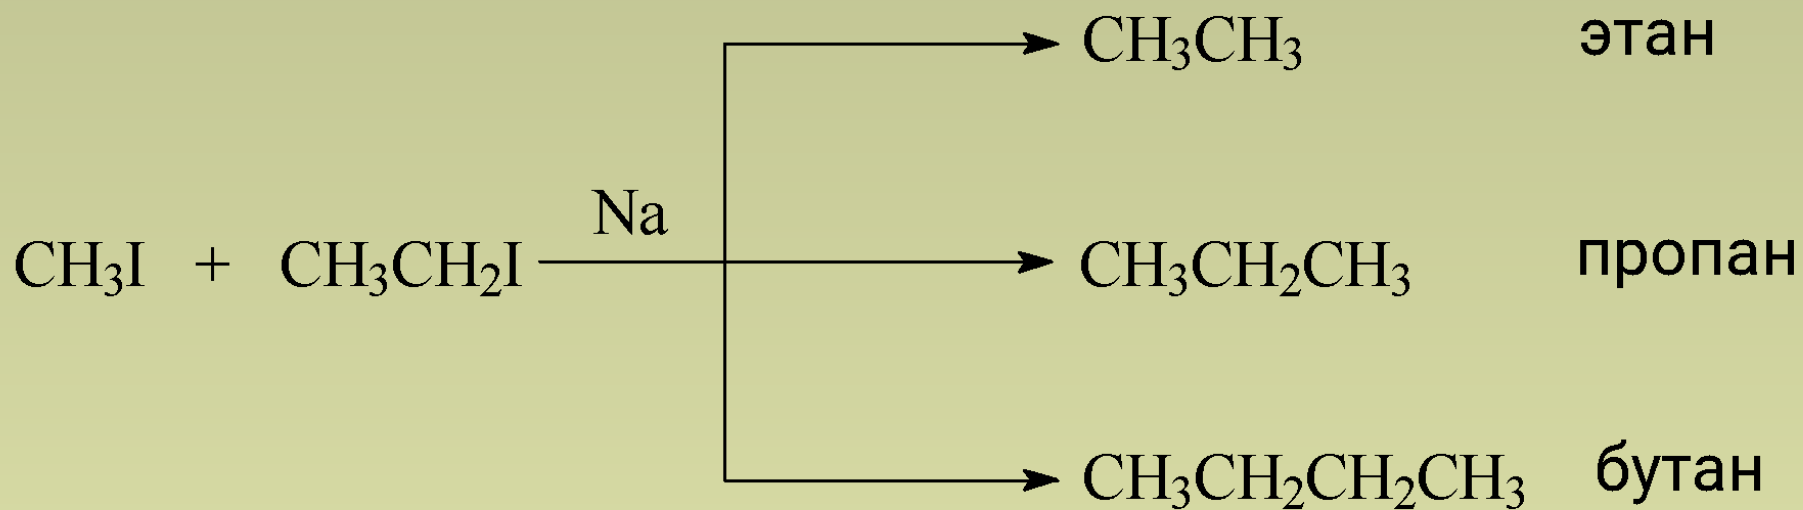 CH₃CH₃ этан
Na
CH₃I + CH₃CH₂I CH₃CH₂CH₃ пропан
CH₃CH₂CH₂CH₃ бутан